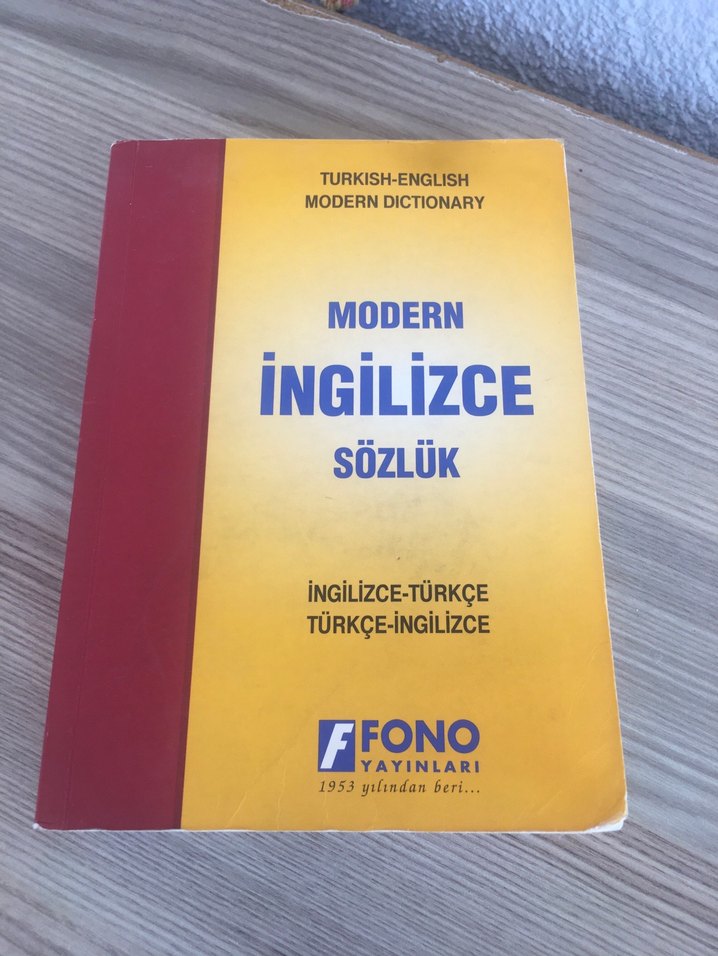 TURKISH-ENGLISH
MODERN DICTIONARY
MODERN
İNGİLİZCE
SÖZLÜK
İNGİLİZCE-TÜRKÇE
TÜRKÇE-İNGİLİZCE
F FONO
YAYINLARI
1953 yılından beri...